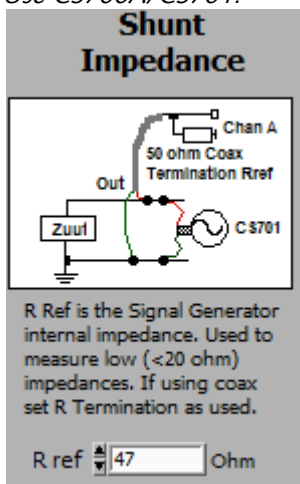 Use CS700A/CS701.
Shunt
Impedance
Chan A
50 ohm Coax
Termination Rref
Out
Zuut
CS701
R Ref is the Signal Generator
internal impedance. Used to
measure low (<20 ohm)
impedances. If using coax
set R Termination as used.
R ref 47 Ohm